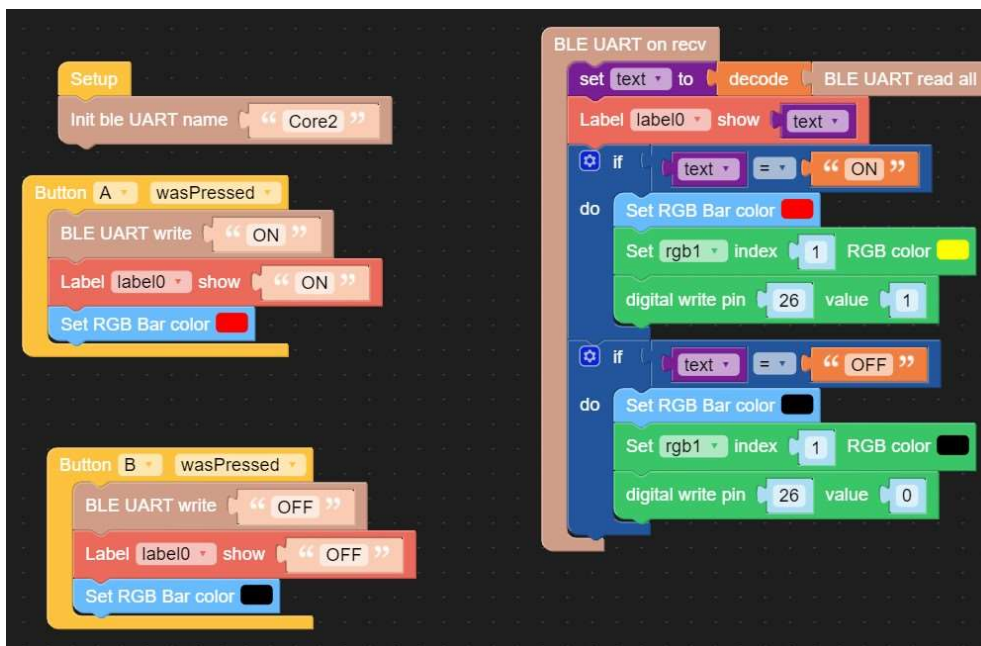 Setup
Init ble UART name “ Core2 ”
Button A wasPressed
BLE UART write “ ON ”
Label label0 show “ ON ”
Set RGB Bar color
Button B wasPressed
BLE UART write “ OFF ”
Label label0 show “ OFF ”
Set RGB Bar color
BLE UART on recv
set text to decode BLE UART read all
Label label0 show text
if text = “ ON ”
do Set RGB Bar color
Set rgb1 index 1 RGB color
digital write pin 26 value 1
if text = “ OFF ”
do Set RGB Bar color
Set rgb1 index 1 RGB color
digital write pin 26 value 0